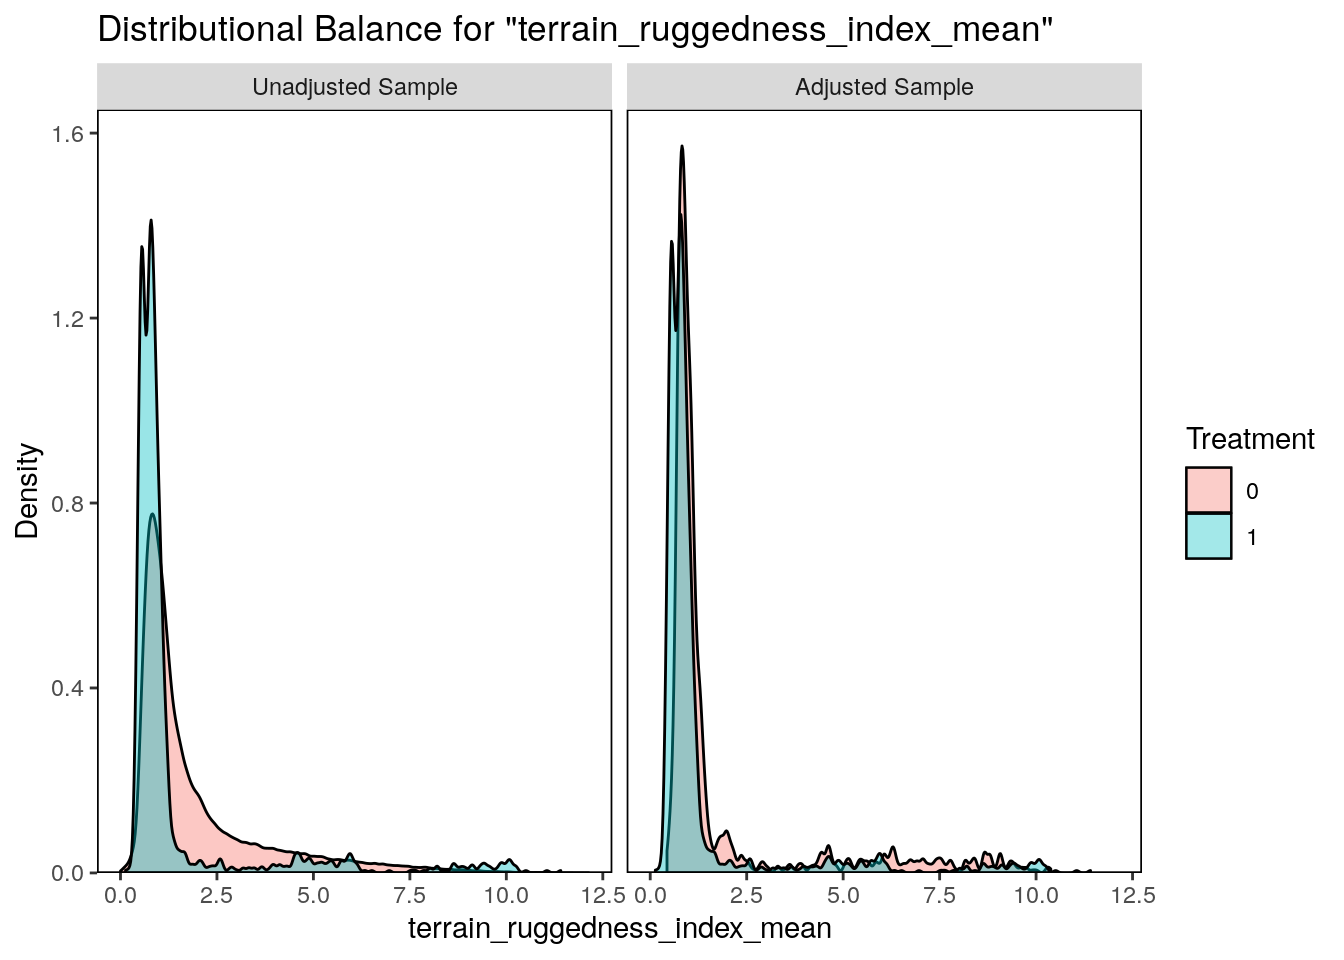 Distributional Balance for "terrain_ruggedness_index_mean"
Unadjusted Sample
Adjusted Sample
1.6
1.2
0.8
0.4
0.0
Density
0.0 2.5 5.0 7.5 10.0 12.5
0.0 2.5 5.0 7.5 10.0 12.5
terrain_ruggedness_index_mean
Treatment
0
1